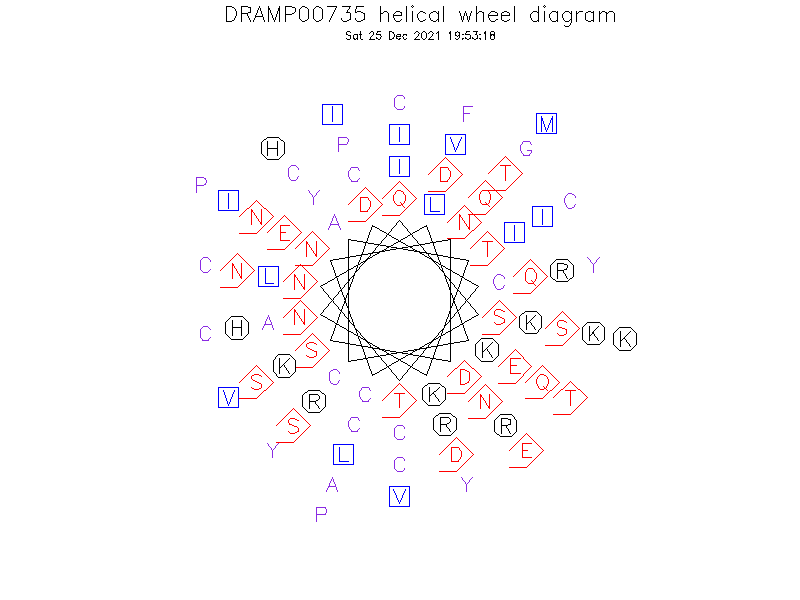 DRAMP00735 helical wheel diagram
Sat 25 Dec 2021 19:53:18
C
I I F M
P V G
H I T
C C D Q C
P I Y Q L I
N A D N I
E N T Y
C N L N C Q R
C H A N S K S K K
S K
V S K C D E Q T
R C T K N
S C C R R
Y L C D E
A V Y
P